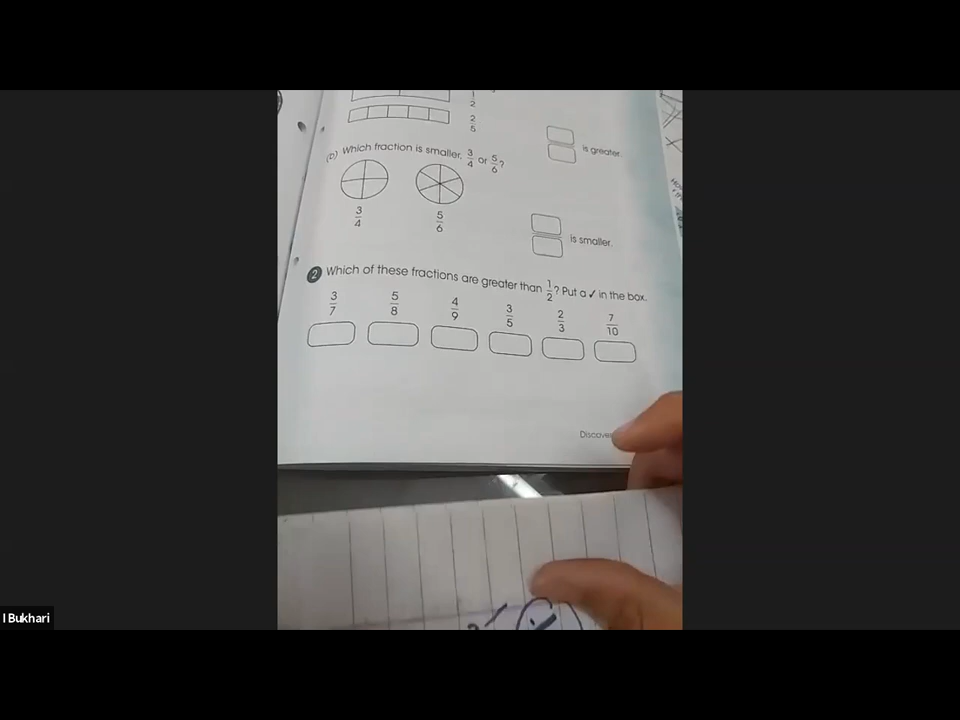 1/2
2/5
is greater.
(c) Which fraction is smaller, 3/4 or 5/6?
3/4 5/6
is smaller.
2 Which of these fractions are greater than 1/2? Put a ✓ in the box.
3/7 5/8 4/9 3/5 2/3 7/10
I Bukhari